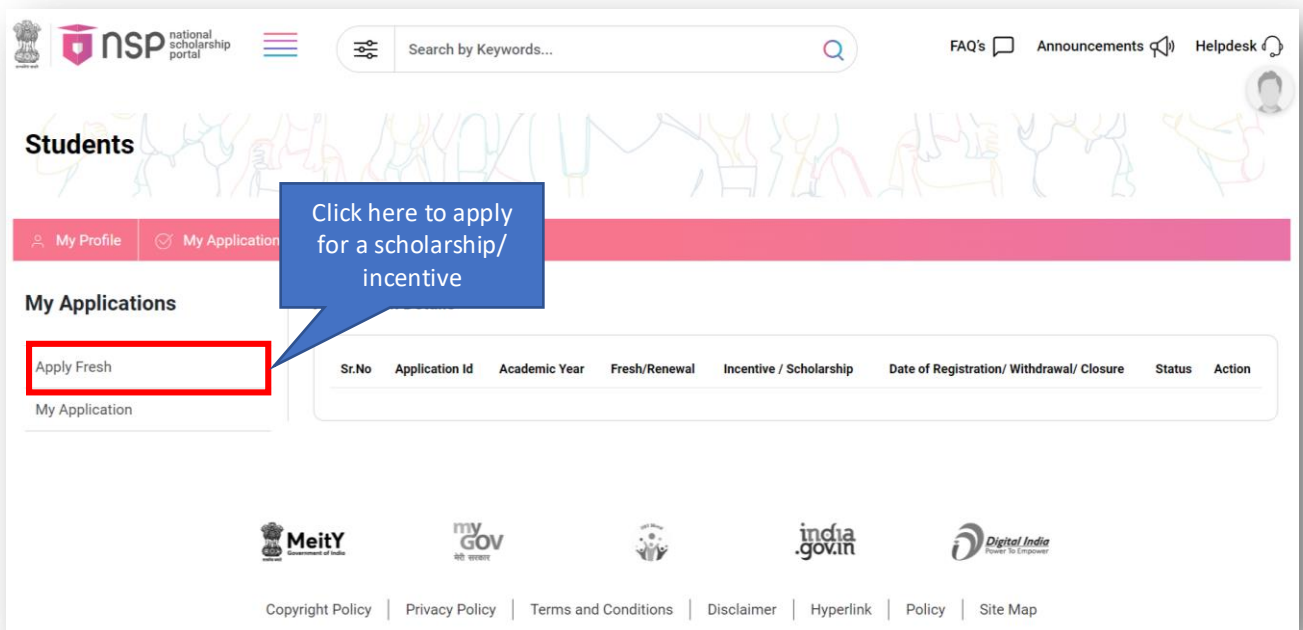 nsp national scholarship portal
Search by Keywords...
FAQ's
Announcements
Helpdesk
Students
Click here to apply
for a scholarship/
incentive
My Profile
My Application
My Applications
Apply Fresh
My Application
Sr.No Application Id Academic Year Fresh/Renewal Incentive / Scholarship Date of Registration/ Withdrawal/ Closure Status Action
MeitY
Government of India
my
GOV
मेरी सरकार
india
.gov.in
Digital India
Power To Empower
Copyright Policy | Privacy Policy | Terms and Conditions | Disclaimer | Hyperlink | Policy | Site Map